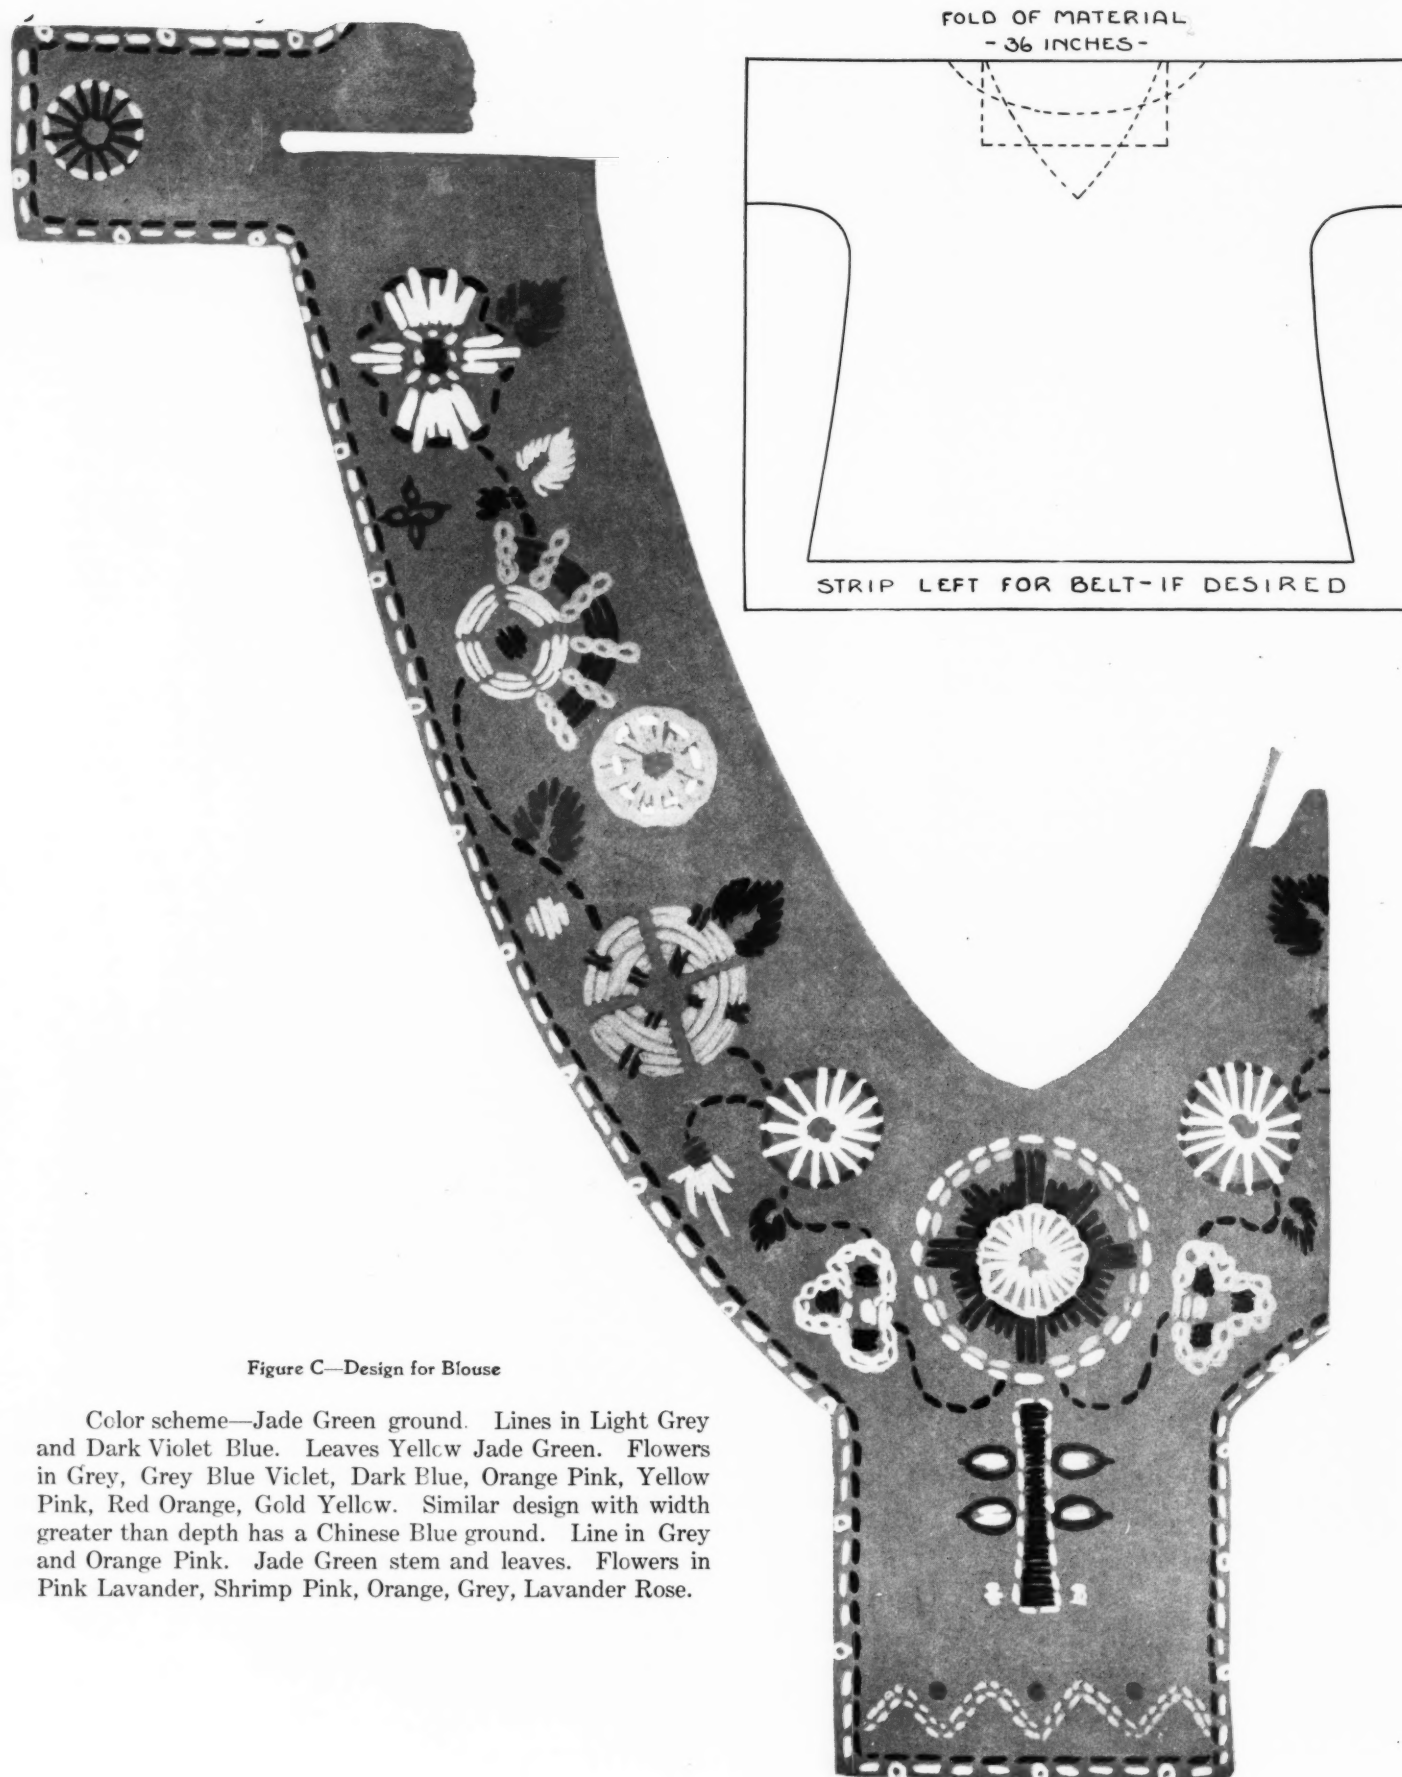 FOLD OF MATERIAL
- 36 INCHES -
STRIP LEFT FOR BELT - IF DESIRED
Figure C—Design for Blouse
Color scheme—Jade Green ground. Lines in Light Grey
and Dark Violet Blue. Leaves Yellow Jade Green. Flowers
in Grey, Grey Blue Violet, Dark Blue, Orange Pink, Yellow
Pink, Red Orange, Gold Yellow. Similar design with width
greater than depth has a Chinese Blue ground. Line in Grey
and Orange Pink. Jade Green stem and leaves. Flowers in
Pink Lavander, Shrimp Pink, Orange, Grey, Lavander Rose.